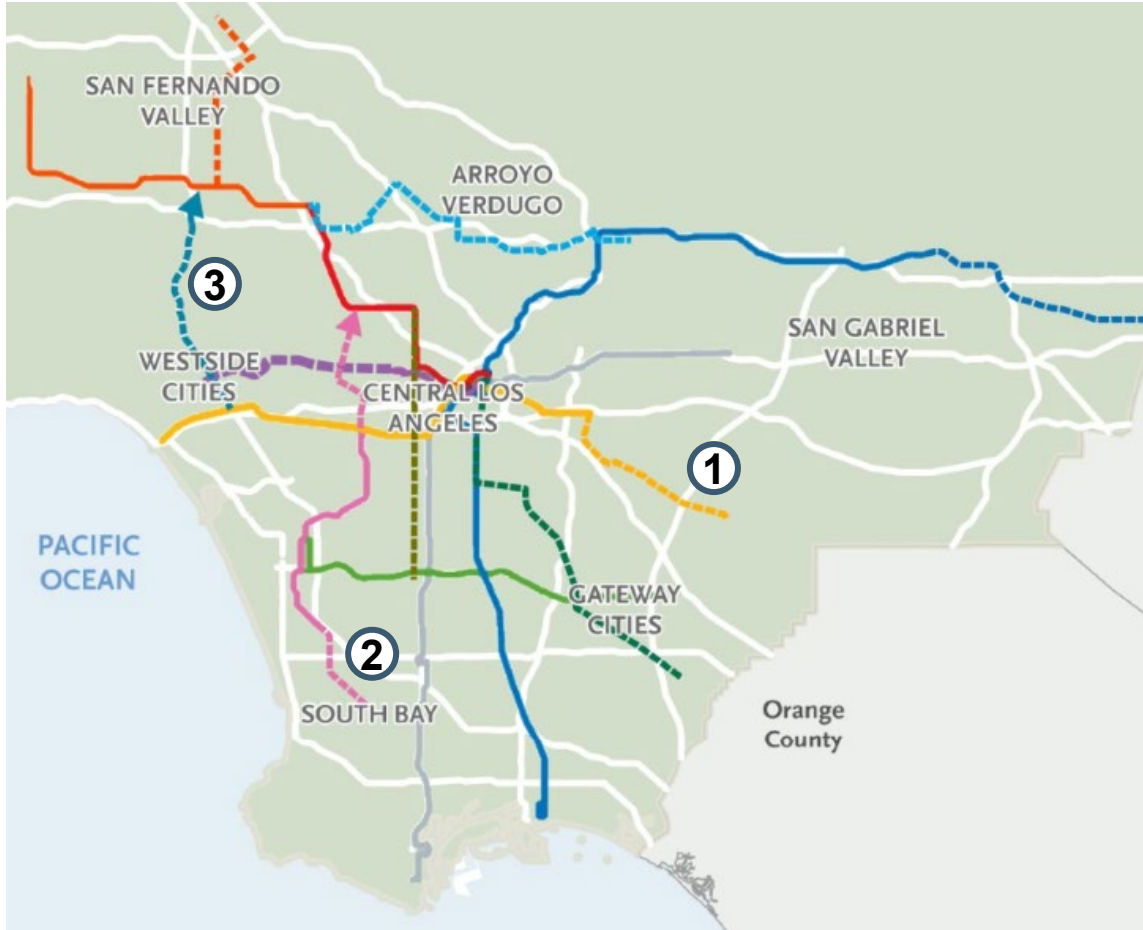 SAN FERNANDO
VALLEY
ARROYO
VERDUGO
3
SAN GABRIEL
VALLEY
WESTSIDE
CITIES
CENTRAL LOS
ANGELES
1
PACIFIC
OCEAN
GATEWAY
CITIES
2
SOUTH BAY
Orange
County